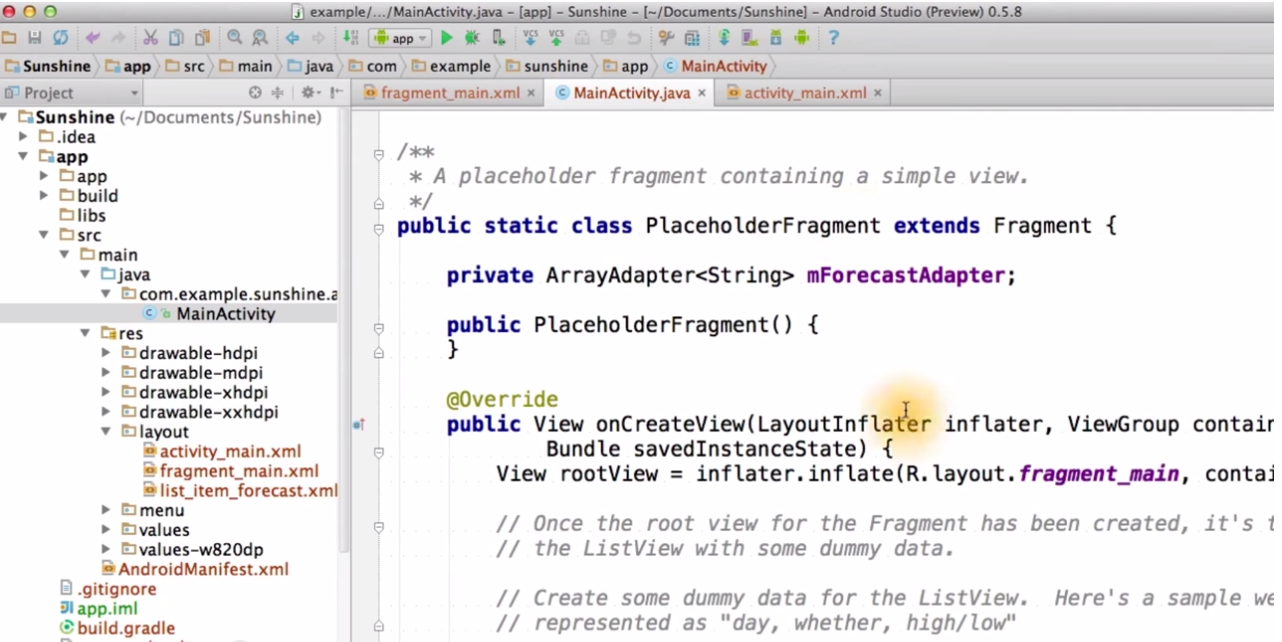 example/.../MainActivity.java - [app] - Sunshine - [~/Documents/Sunshine] - Android Studio (Preview) 0.5.8
app
VCS VCS
?
Sunshine app src main java com example sunshine app MainActivity
Project
fragment_main.xml MainActivity.java activity_main.xml
Sunshine (~/Documents/Sunshine)
.idea
app
app
build
libs
src
main
java
com.example.sunshine.a
MainActivity
res
drawable-hdpi
drawable-mdpi
drawable-xhdpi
drawable-xxhdpi
layout
activity_main.xml
fragment_main.xml
list_item_forecast.xml
menu
values
values-w820dp
AndroidManifest.xml
.gitignore
app.iml
build.gradle
/**
* A placeholder fragment containing a simple view.
*/
public static class PlaceholderFragment extends Fragment {
private ArrayAdapter<String> mForecastAdapter;
public PlaceholderFragment() {
}
@Override
public View onCreateView(LayoutInflater inflater, ViewGroup contain
Bundle savedInstanceState) {
View rootView = inflater.inflate(R.layout.fragment_main, contai
// Once the root view for the Fragment has been created, it's t
// the ListView with some dummy data.
// Create some dummy data for the ListView.  Here's a sample we
// represented as "day, whether, high/low"